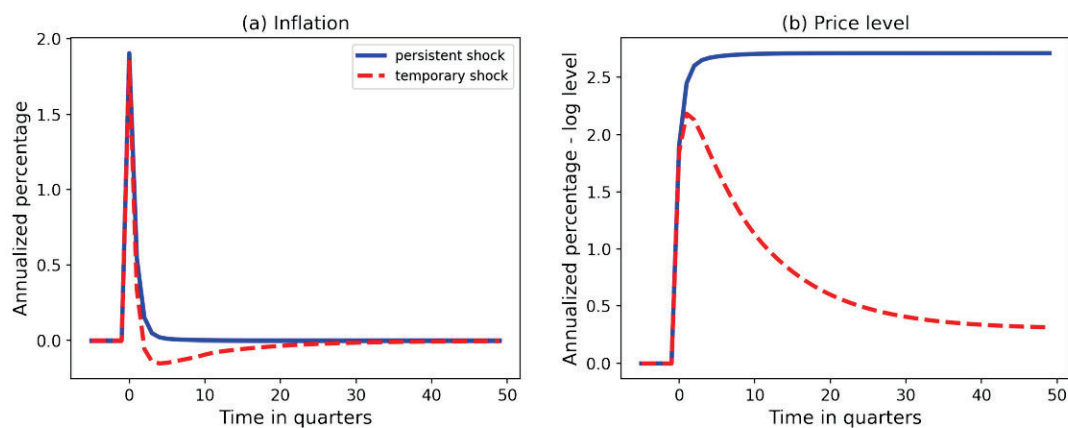 (a) Inflation
Annualized percentage
2.0
1.5
1.0
0.5
0.0
persistent shock
temporary shock
0 10 20 30 40 50
Time in quarters
(b) Price level
Annualized percentage - log level
2.5
2.0
1.5
1.0
0.5
0.0
0 10 20 30 40 50
Time in quarters